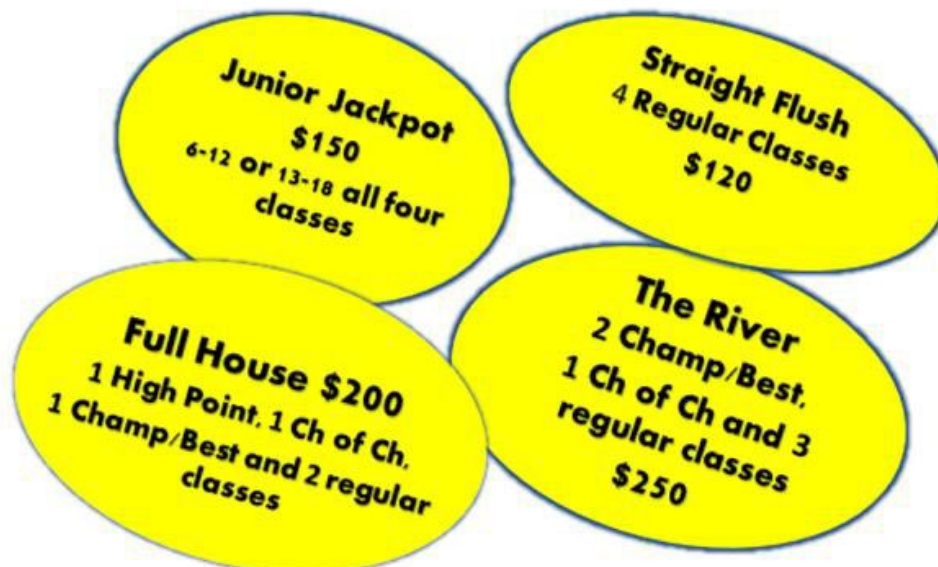 Junior Jackpot
$150
6-12 or 13-18 all four
classes
Straight Flush
4 Regular Classes
$120
Full House $200
1 High Point, 1 Ch of Ch,
1 Champ/Best and 2 regular
classes
The River
2 Champ/Best,
1 Ch of Ch and 3
regular classes
$250